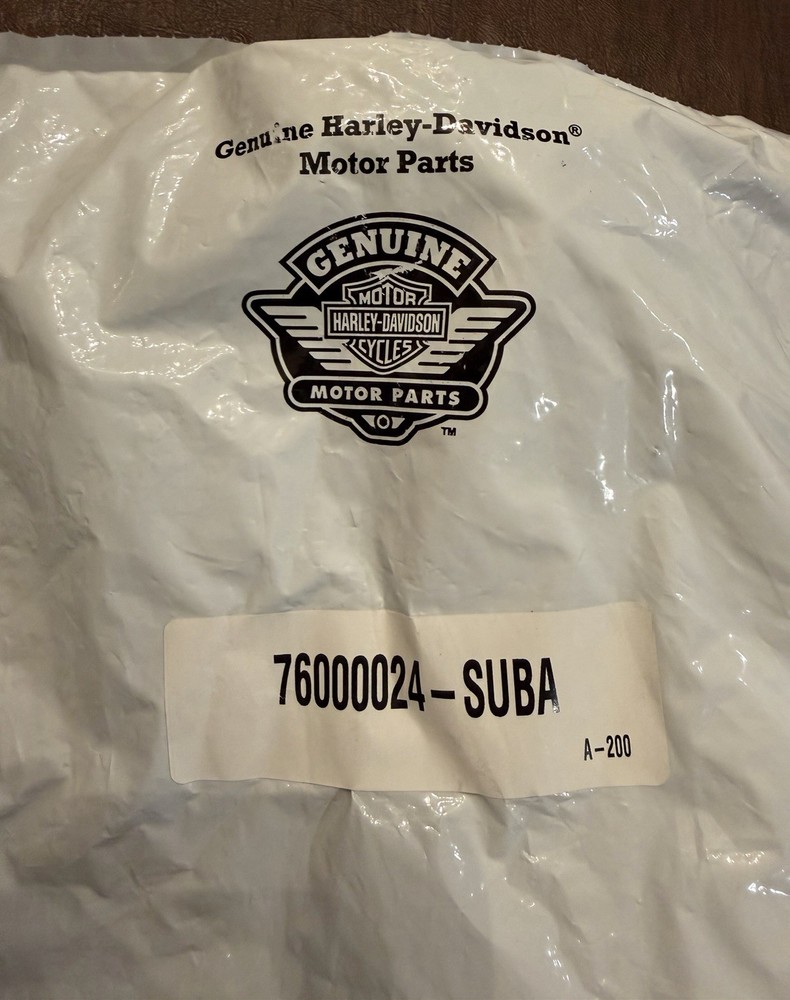 Genuine Harley-Davidson®
Motor Parts
GENUINE
MOTOR
HARLEY-DAVIDSON
CYCLES
MOTOR PARTS
TM
76000024-SUBA
A-200